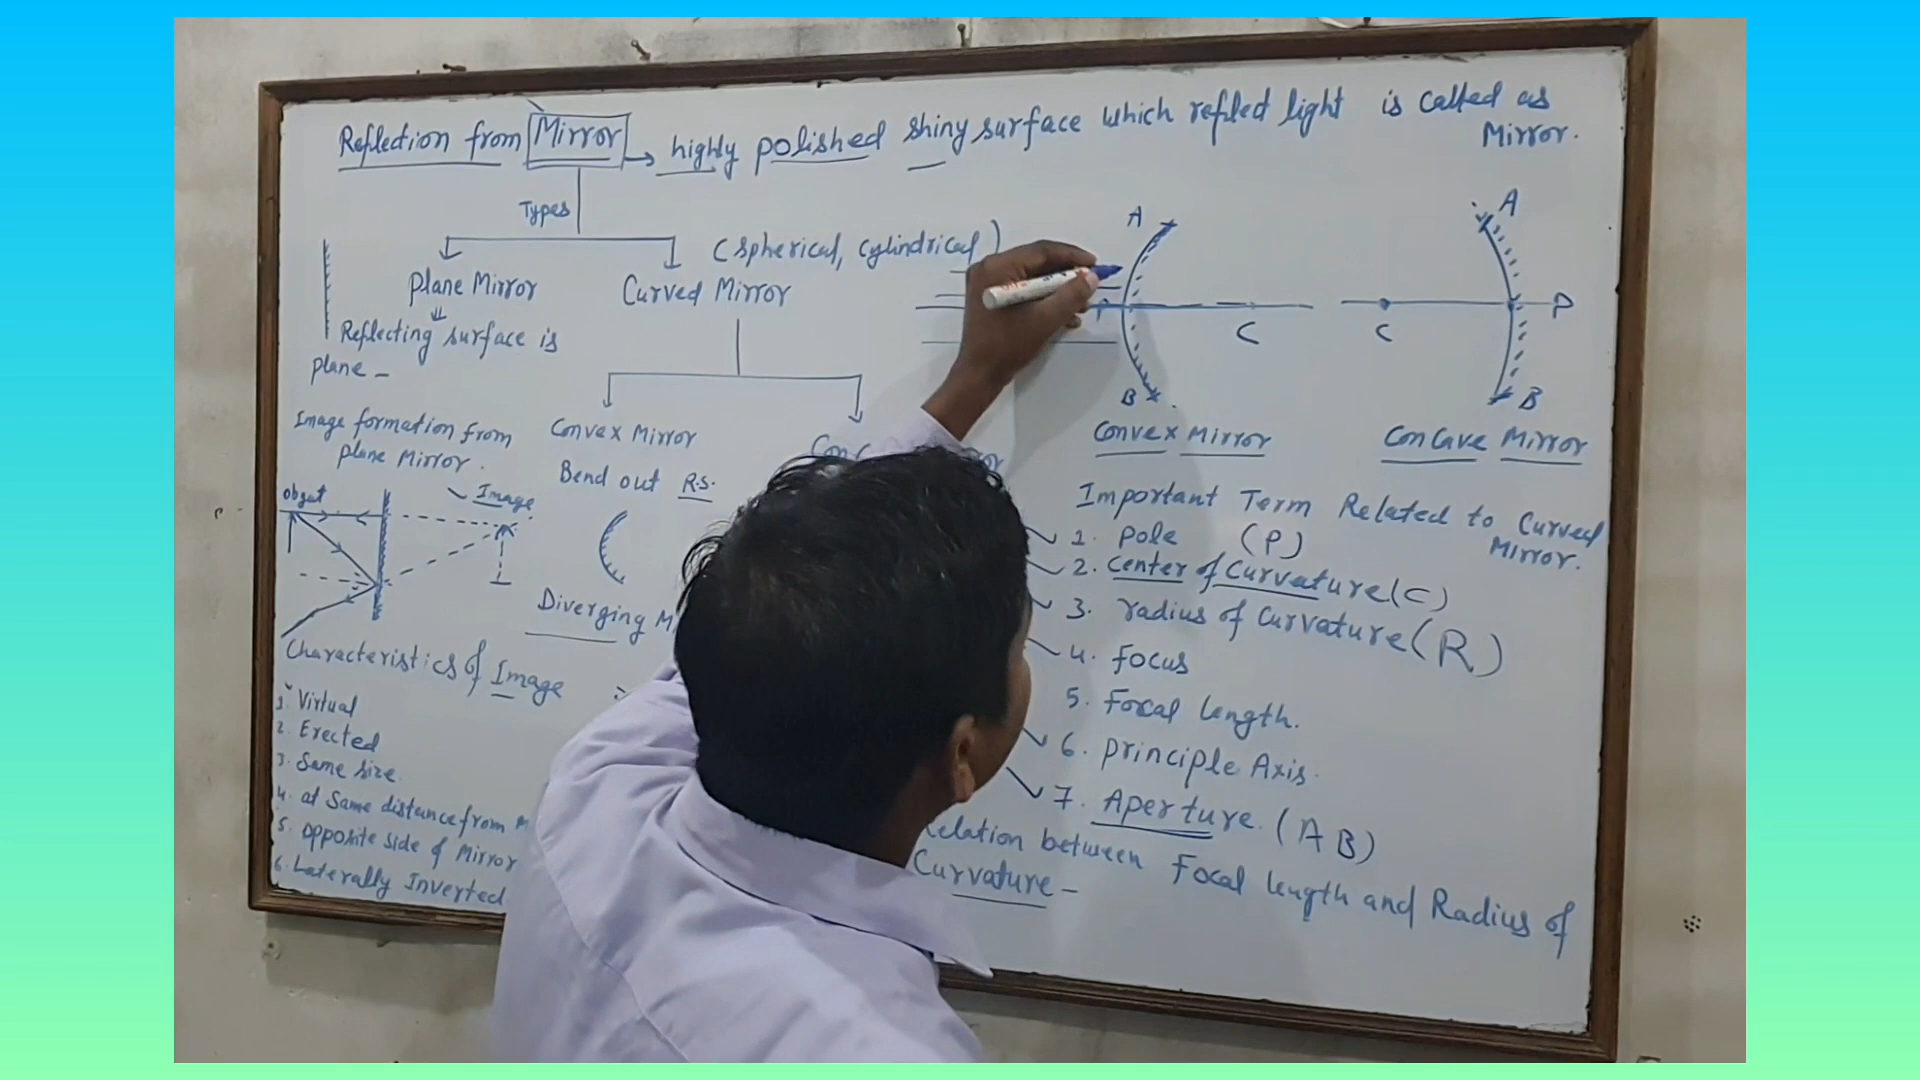 Reflection from Mirror → highly polished shiny surface which refled light is called as
Mirror.
Types
(spherical, cylindrical)
Plane Mirror
Curved Mirror
Reflecting surface is
plane -
Image formation from
plane Mirror.
Convex Mirror
Bend out R.S.
object
Image
Diverging M
Characteristics of Image
1. Virtual
2. Erected
3. Same size.
4. at Same distance from M
5. opposite side of Mirror
6. Laterally Inverted
A
C
B
Convex Mirror
A
C
P
B
Concave Mirror
Important Term Related to Curved
Mirror.
1. Pole (P)
2. Center of Curvature (C)
3. radius of Curvature (R)
4. Focus
5. Focal length.
6. Principle Axis.
7. Aperture. (AB)
Relation between Focal length and Radius of
Curvature -